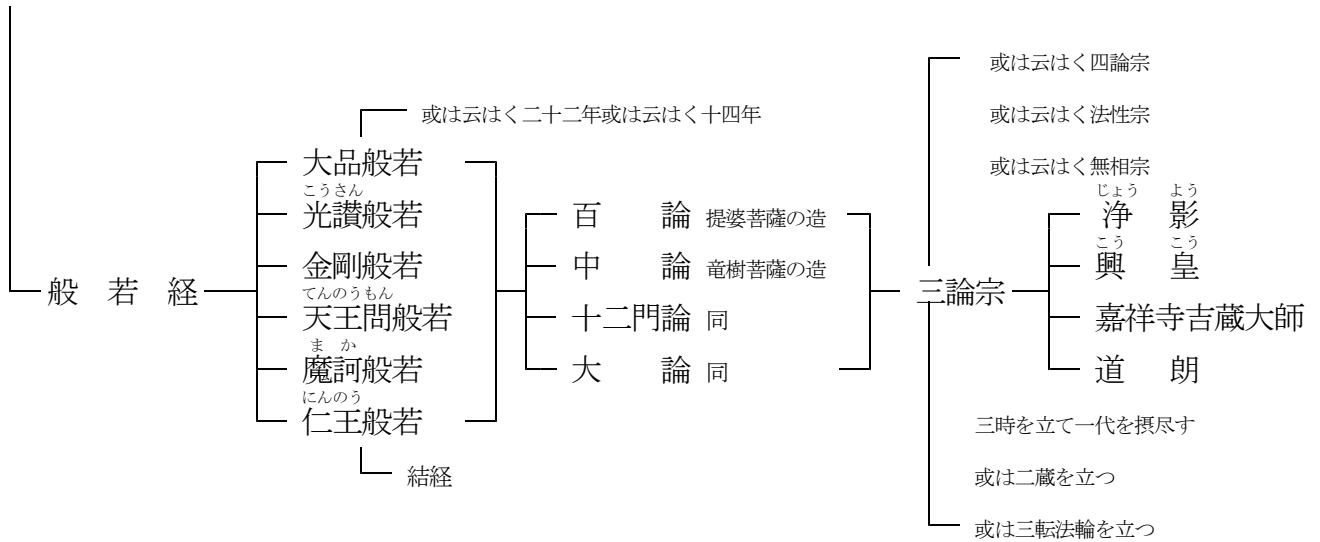 或は云はく四論宗
或は云はく二十二年或は云はく十四年
或は云はく法性宗
大品般若
或は云はく無相宗
こうさん
光讃般若
百論 提婆菩薩の造
じょう よう
浄影
金剛般若
中論 竜樹菩薩の造
こう こう
興皇
般若経
三論宗
てんのうもん
天王問般若
十二門論 同
嘉祥寺吉蔵大師
まか
魔訶般若
大論 同
道朗
にんのう
仁王般若
三時を立て一代を摂尽す
結経
或は二蔵を立つ
或は三転法輪を立つ